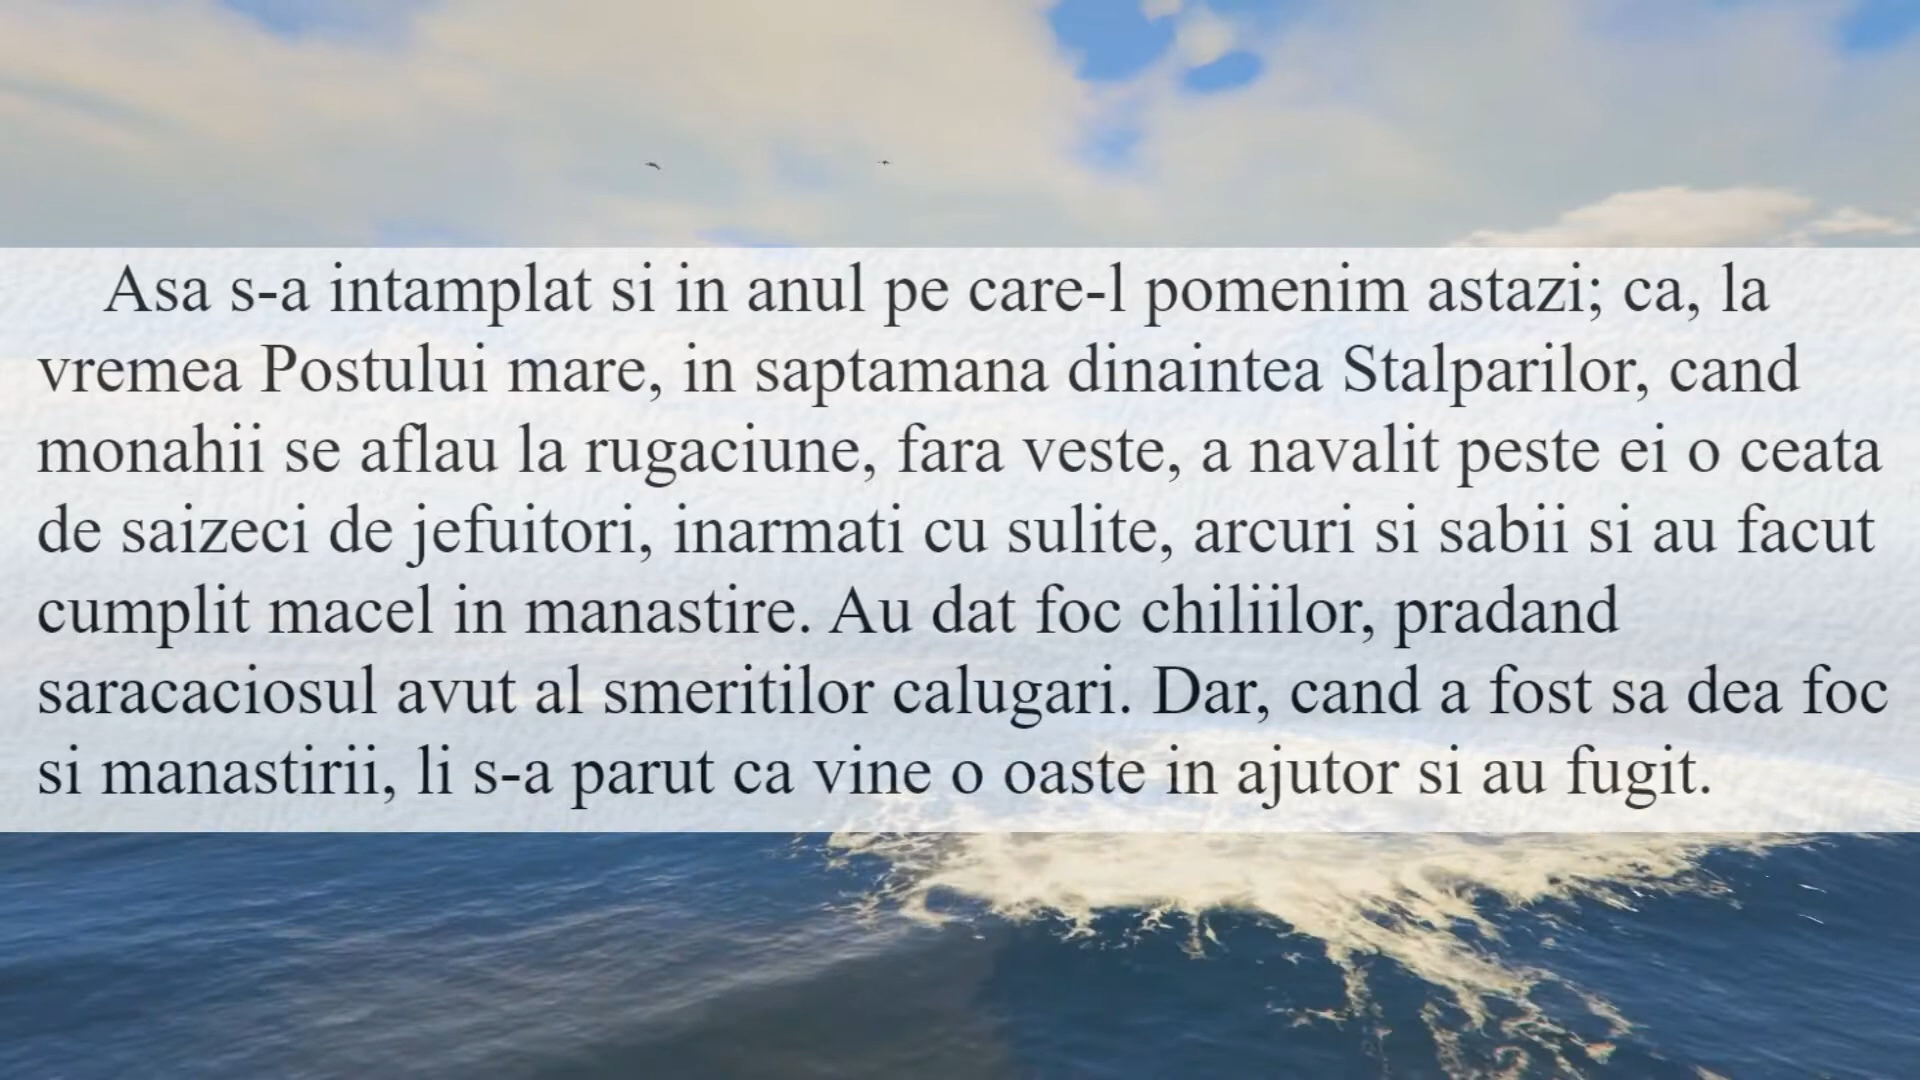 Asa s-a intamplat si in anul pe care-l pomenim astazi; ca, la
vremea Postului mare, in saptamana dinaintea Stalparilor, cand
monahii se aflau la rugaciune, fara veste, a navalit peste ei o ceata
de saizeci de jefuitori, inarmati cu sulite, arcuri si sabii si au facut
cumplit macel in manastire. Au dat foc chiliilor, pradand
saracaciosul avut al smeritilor calugari. Dar, cand a fost sa dea foc
si manastirii, li s-a parut ca vine o oaste in ajutor si au fugit.